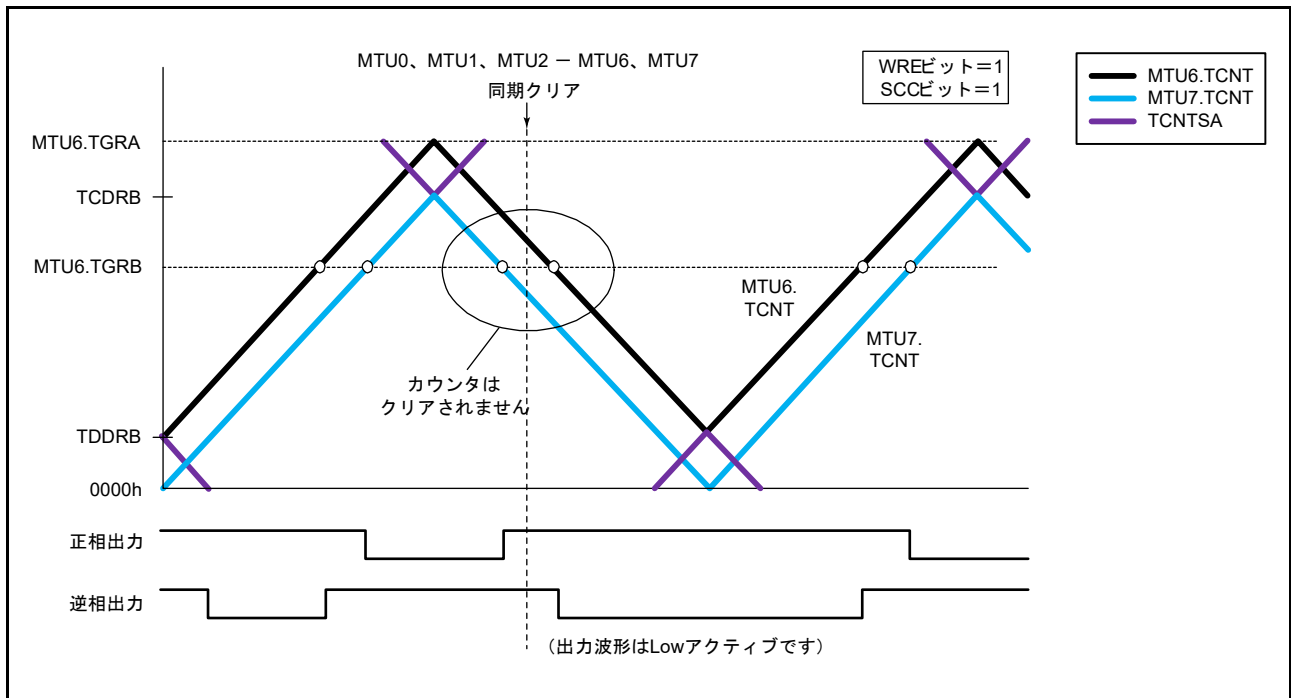 MTU0、MTU1、MTU2 － MTU6、MTU7
同期クリア
WREビット＝1
SCCビット＝1
MTU6.TCNT
MTU7.TCNT
TCNTSA
MTU6.TGRA
TCDRB
MTU6.TGRB
MTU6.
TCNT
MTU7.
TCNT
カウンタは
クリアされません
TDDRB
0000h
正相出力
逆相出力
（出力波形はLowアクティブです）